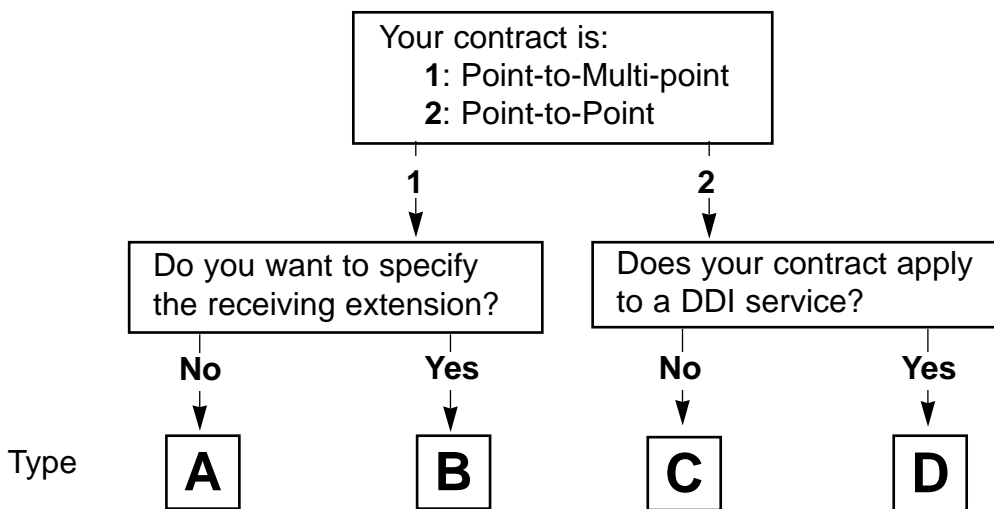 Your contract is:
1: Point-to-Multi-point
2: Point-to-Point
1
2
Do you want to specify
the receiving extension?
Does your contract apply
to a DDI service?
No
Yes
No
Yes
Type
A
B
C
D